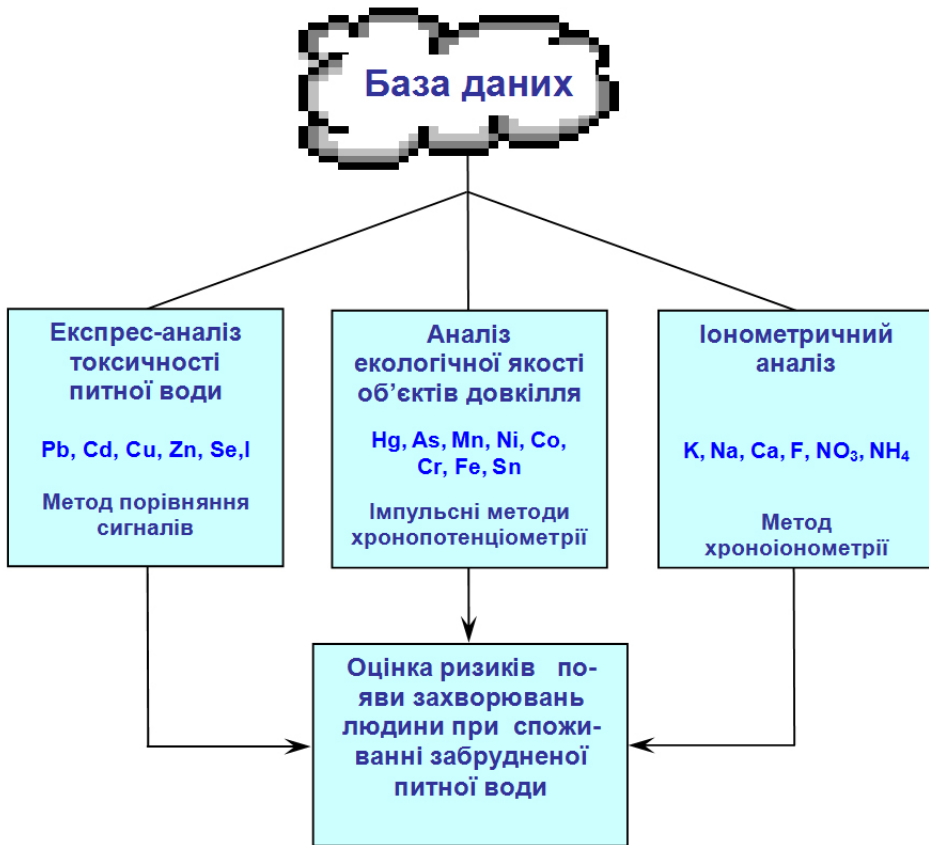 База даних
Експрес-аналіз
токсичності
питної води
Pb, Cd, Cu, Zn, Se,I
Метод порівняння
сигналів
Аналіз
екологічної якості
об’єктів довкілля
Hg, As, Mn, Ni, Co,
Cr, Fe, Sn
Імпульсні методи
хронопотенціометрії
Іонометричний
аналіз
K, Na, Ca, F, NO₃, NH₄
Метод
хроноіонометрії
Оцінка ризиків по-
яви захворювань
людини при спожи-
ванні забрудненої
питної води